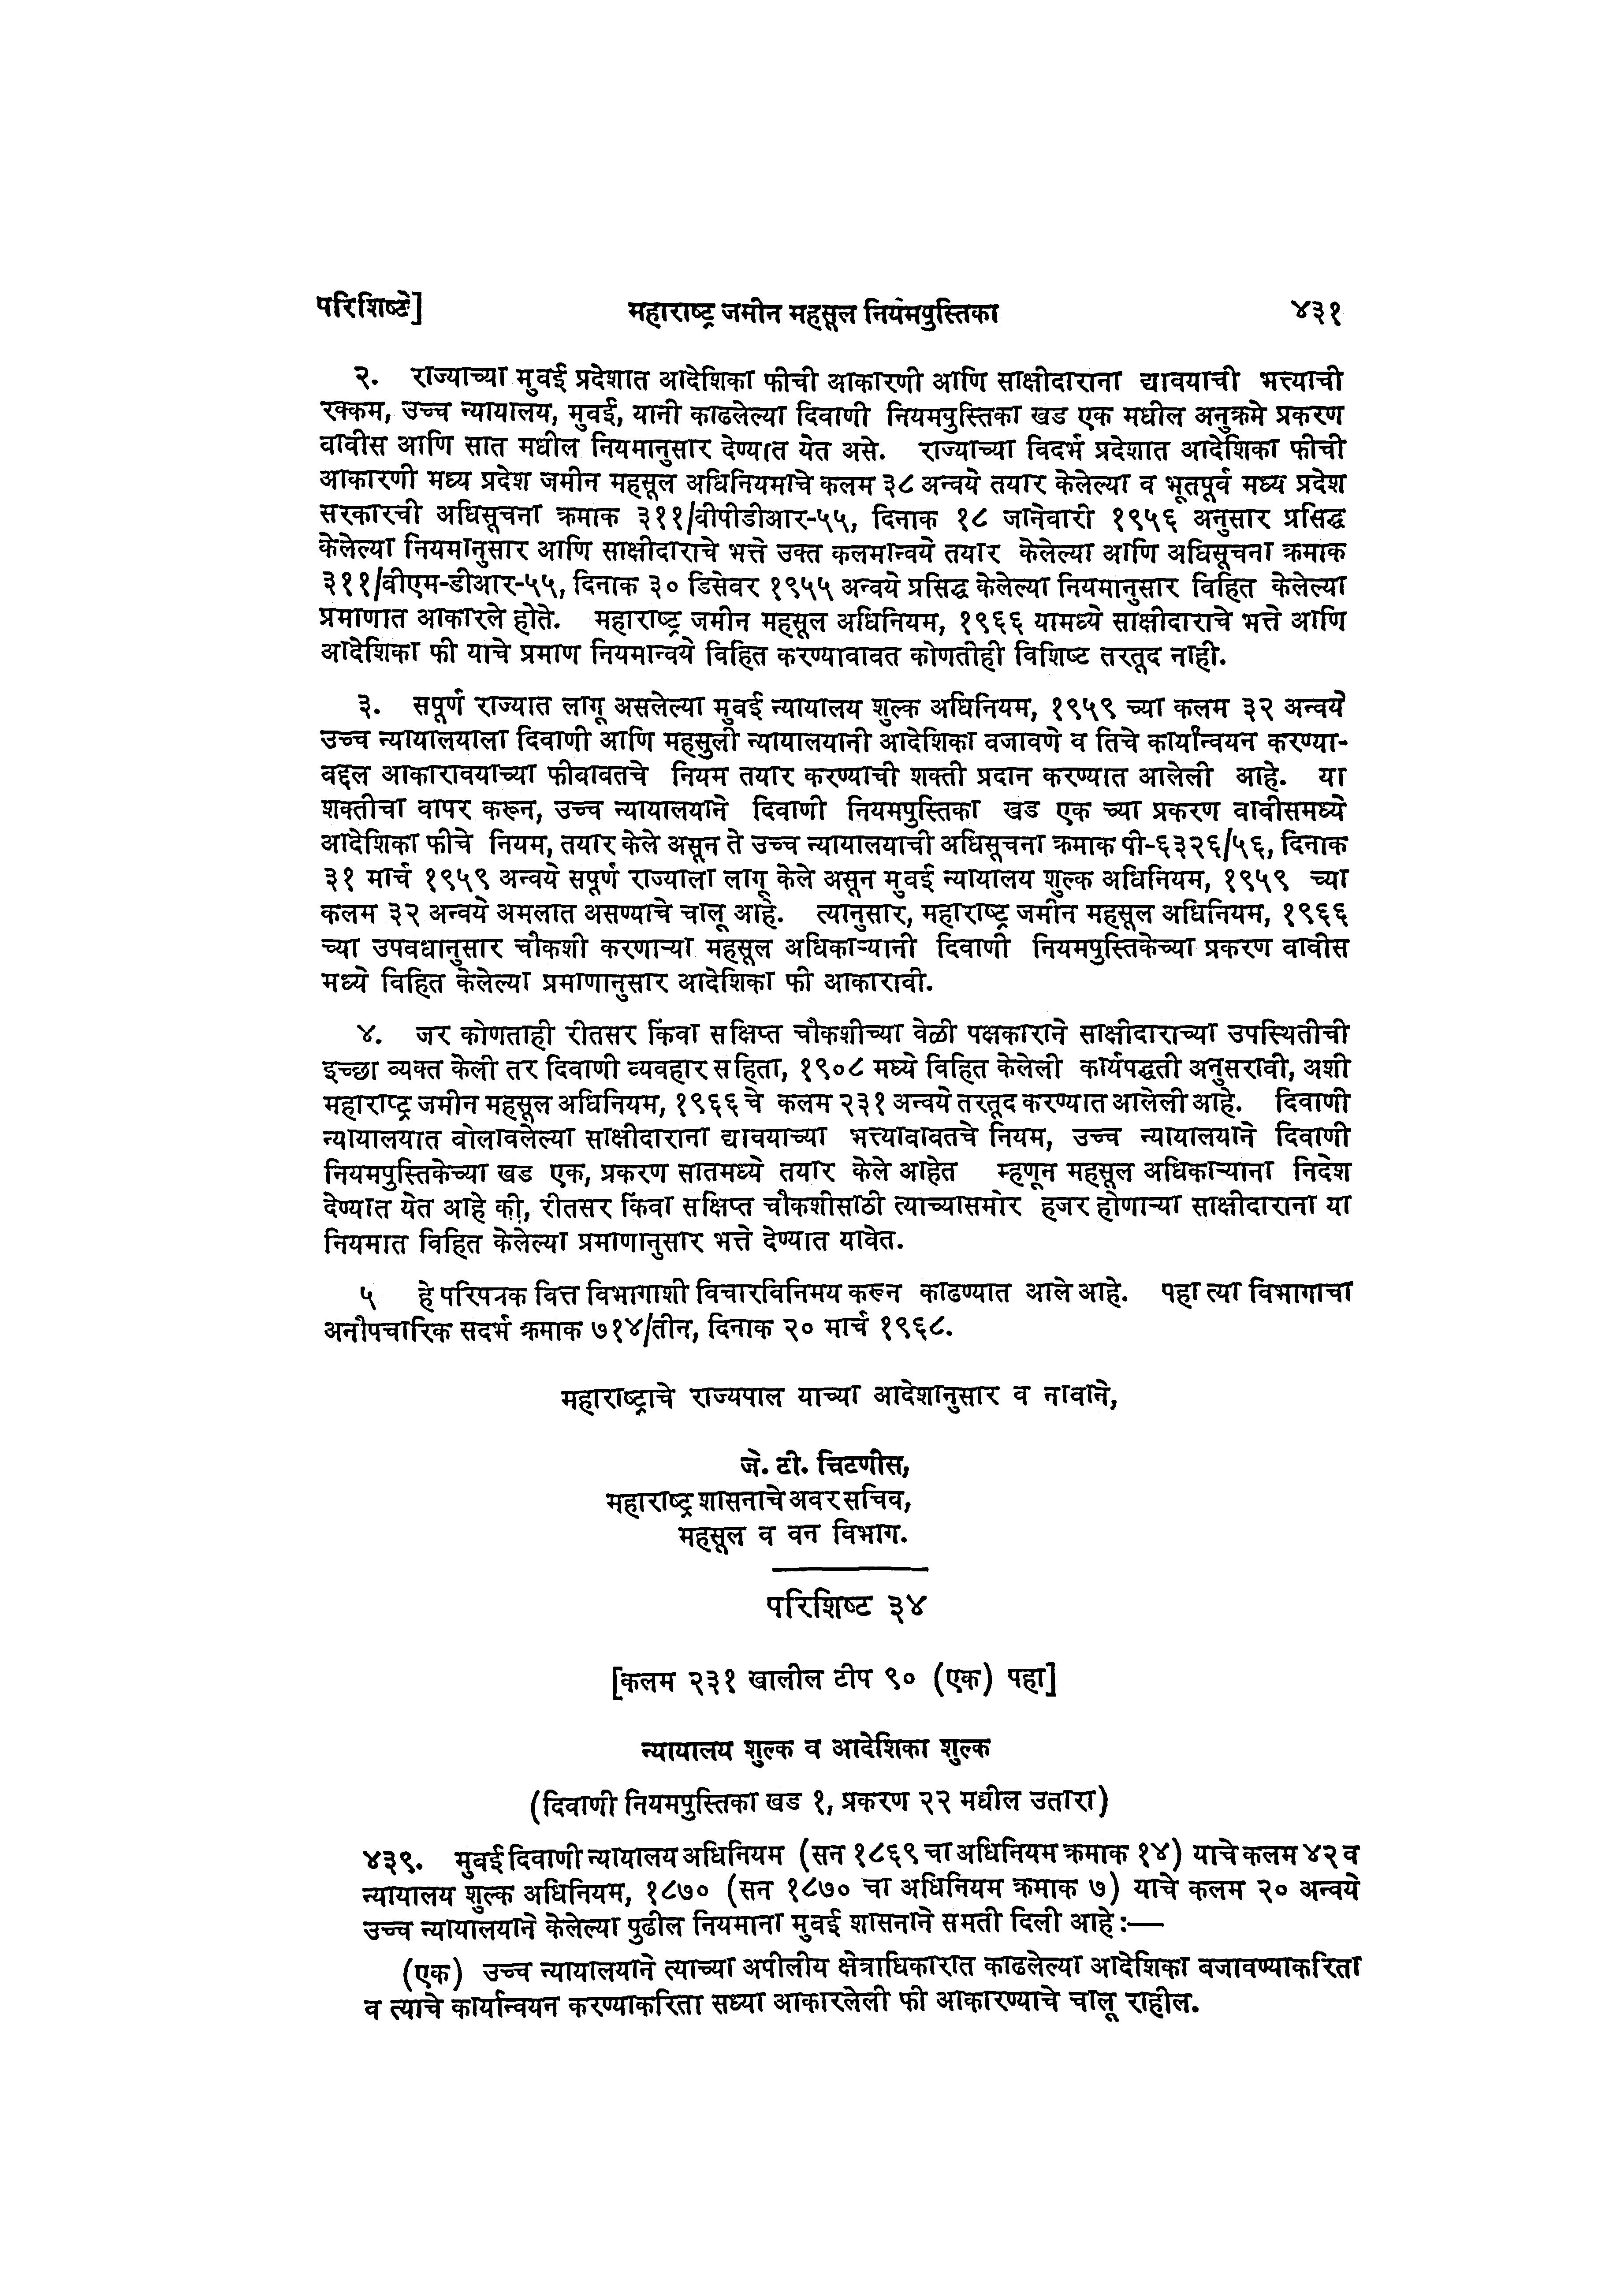 परिशिष्टे]
महाराष्ट्र जमीन महसूल नियमपुस्तिका
४३१
२. राज्याच्या मुवई प्रदेशात आदेशिका फीची आकारणी आणि साक्षीदाराना द्यावयाची भत्त्याची
रक्कम, उच्च न्यायालय, मुवई, यानी काढलेल्या दिवाणी नियमपुस्तिका खड एक मधील अनुक्रमे प्रकरण
वावीस आणि सात मधील नियमानुसार देण्यात येत असे. राज्याच्या विदर्भ प्रदेशात आदेशिका फीची
आकारणी मध्य प्रदेश जमीन महसूल अधिनियमाचे कलम ३८ अन्वये तयार केलेल्या व भूतपूर्व मध्य प्रदेश
सरकारची अधिसूचना क्रमाक ३११/वीपीडीआर-५५, दिनाक १८ जानेवारी १९५६ अनुसार प्रसिद्ध
केलेल्या नियमानुसार आणि साक्षीदाराचे भत्ते उक्त कलमान्वये तयार केलेल्या आणि अधिसूचना क्रमाक
३११/वीएम-डीआर-५५, दिनाक ३० डिसेवर १९५५ अन्वये प्रसिद्ध केलेल्या नियमानुसार विहित केलेल्या
प्रमाणात आकारले होते. महाराष्ट्र जमीन महसूल अधिनियम, १९६६ यामध्ये साक्षीदाराचे भत्ते आणि
आदेशिका फी याचे प्रमाण नियमान्वये विहित करण्यावावत कोणतीही विशिष्ट तरतूद नाही.
३. सपूर्ण राज्यात लागू असलेल्या मुवई न्यायालय शुल्क अधिनियम, १९५९ च्या कलम ३२ अन्वये
उच्च न्यायालयाला दिवाणी आणि महसुली न्यायालयानी आदेशिका वजावणे व तिचे कार्यान्वयन करण्या-
वद्दल आकारावयाच्या फीवावतचे नियम तयार करण्याची शक्ती प्रदान करण्यात आलेली आहे. या
शक्तीचा वापर करून, उच्च न्यायालयाने दिवाणी नियमपुस्तिका खड एक च्या प्रकरण वावीसमध्ये
आदेशिका फीचे नियम, तयार केले असून ते उच्च न्यायालयाची अधिसूचना क्रमाक पी-६३२६/५६, दिनाक
३१ मार्च १९५९ अन्वये सपूर्ण राज्याला लागू केले असून मुवई न्यायालय शुल्क अधिनियम, १९५९ च्या
कलम ३२ अन्वये अमलात असण्याचे चालू आहे. त्यानुसार, महाराष्ट्र जमीन महसूल अधिनियम, १९६६
च्या उपवधानुसार चौकशी करणाऱ्या महसूल अधिकाऱ्यानी दिवाणी नियमपुस्तिकेच्या प्रकरण वावीस
मध्ये विहित केलेल्या प्रमाणानुसार आदेशिका फी आकारावी.
४. जर कोणताही रीतसर किंवा सक्षिप्त चौकशीच्या वेळी पक्षकाराने साक्षीदाराच्या उपस्थितीची
इच्छा व्यक्त केली तर दिवाणी व्यवहार सहिता, १९०८ मध्ये विहित केलेली कार्यपद्धती अनुसरावी, अशी
महाराष्ट्र जमीन महसूल अधिनियम, १९६६ चे कलम २३१ अन्वये तरतूद करण्यात आलेली आहे. दिवाणी
न्यायालयात वोलावलेल्या साक्षीदाराना द्यावयाच्या भत्त्यावावतचे नियम, उच्च न्यायालयाने दिवाणी
नियमपुस्तिकेच्या खड एक, प्रकरण सातमध्ये तयार केले आहेत म्हणून महसूल अधिकाऱ्याना निदेश
देण्यात येत आहे की, रीतसर किंवा सक्षिप्त चौकशीसाठी त्याच्यासमोर हजर होणाऱ्या साक्षीदाराना या
नियमात विहित केलेल्या प्रमाणानुसार भत्ते देण्यात यावेत.
५ हे परिपत्रक वित्त विभागाशी विचारविनिमय करून काढण्यात आले आहे. पहा त्या विभागाचा
अनौपचारिक सदर्भ क्रमाक ७१४/तीन, दिनाक २० मार्च १९६८.
महाराष्ट्राचे राज्यपाल याच्या आदेशानुसार व नावाने,
जे. टी. चिटणीस,
महाराष्ट्र शासनाचे अवर सचिव,
महसूल व वन विभाग.
परिशिष्ट ३४
[कलम २३१ खालील टीप ९० (एक) पहा]
न्यायालय शुल्क व आदेशिका शुल्क
(दिवाणी नियमपुस्तिका खड १, प्रकरण २२ मधील उतारा)
४३९. मुवई दिवाणी न्यायालय अधिनियम (सन १८६९ चा अधिनियम क्रमाक १४) याचे कलम ४२ व
न्यायालय शुल्क अधिनियम, १८७० (सन १८७० चा अधिनियम क्रमाक ७) याचे कलम २० अन्वये
उच्च न्यायालयाने केलेल्या पुढील नियमाना मुवई शासनाने समती दिली आहे:—
(एक) उच्च न्यायालयाने त्याच्या अपीलीय क्षेत्राधिकारात काढलेल्या आदेशिका बजावण्याकरिता
व त्याचे कार्यान्वयन करण्याकरिता सध्या आकारलेली फी आकारण्याचे चालू राहील.